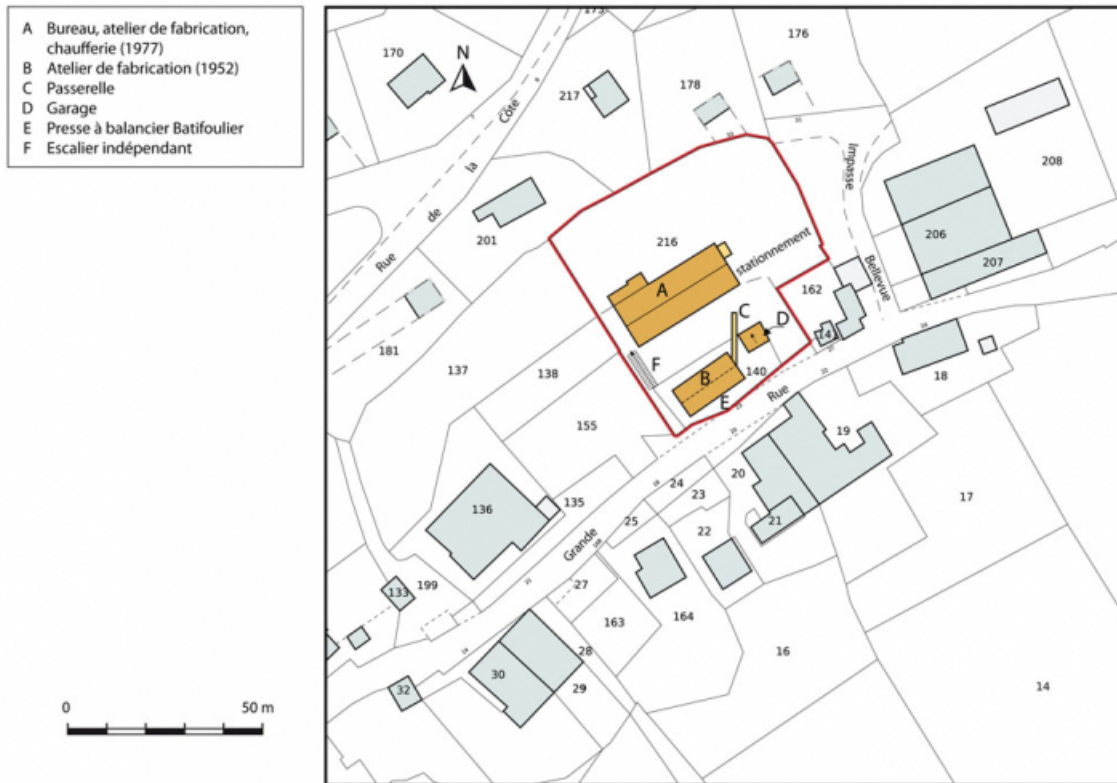 A Bureau, atelier de fabrication,
chaufferie (1977)
B Atelier de fabrication (1952)
C Passerelle
D Garage
E Presse à balancier Batifoulier
F Escalier indépendant
0 50 m
N
170
217
178
176
208
206
207
201
216
stationnement
Impasse
Bellevue
162
Rue de la Côte
181
137
138
155
A
B
C
D
E
F
140
Rue
18
19
20
21
22
23
24
25
17
135
136
Grande
199
133
27
163
164
16
14
28
29
30
32